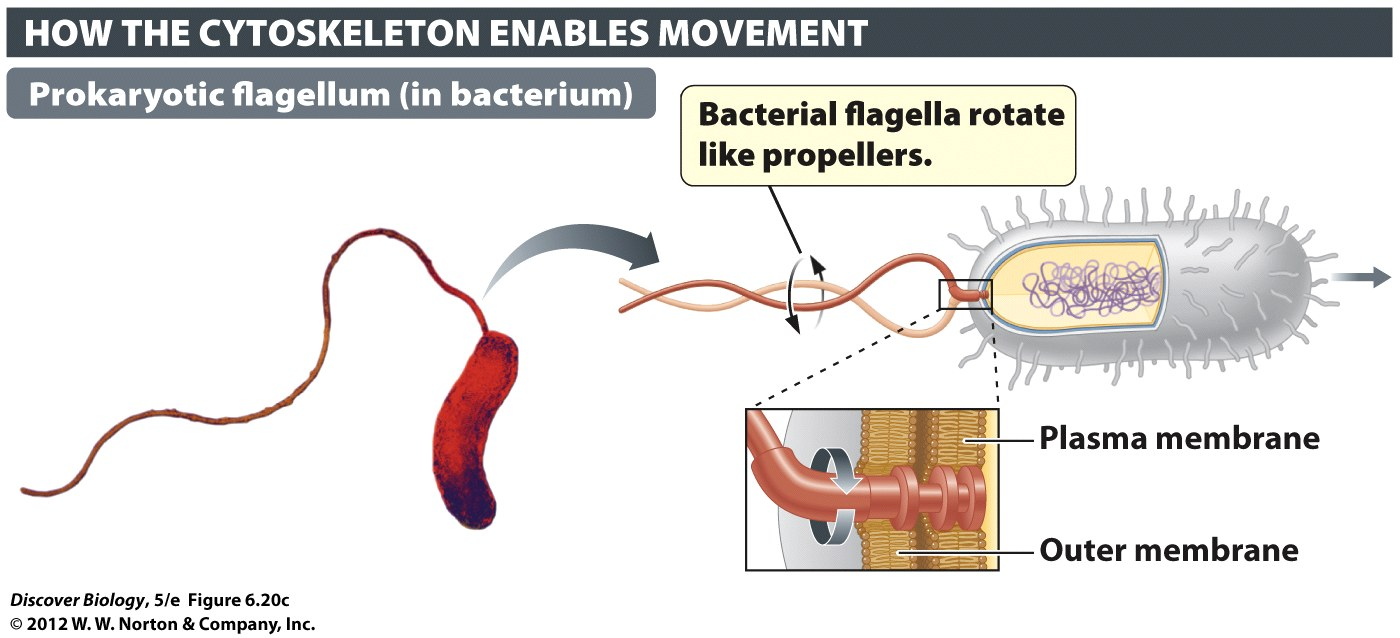 HOW THE CYTOSKELETON ENABLES MOVEMENT
Prokaryotic flagellum (in bacterium)
Bacterial flagella rotate
like propellers.
Plasma membrane
Outer membrane
Discover Biology, 5/e Figure 6.20c
© 2012 W. W. Norton & Company, Inc.